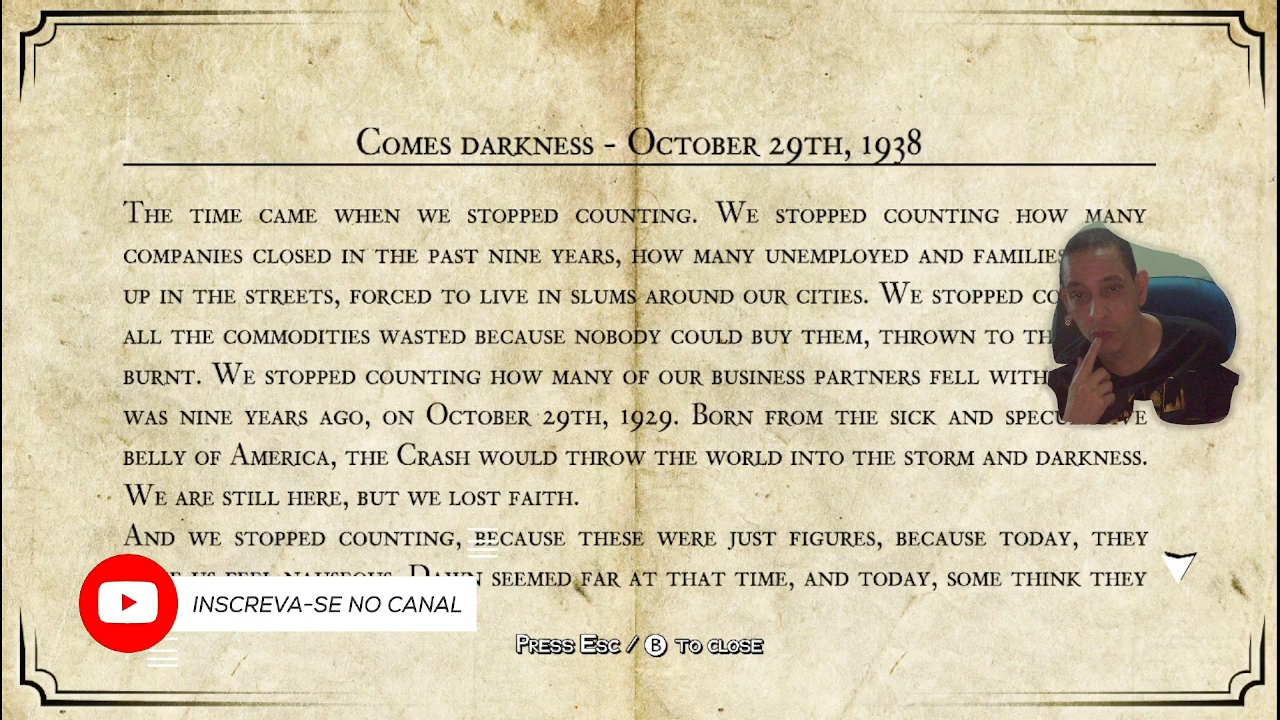 Comes darkness - October 29th, 1938
The time came when we stopped counting. We stopped counting how many
companies closed in the past nine years, how many unemployed and families
up in the streets, forced to live in slums around our cities. We stopped
all the commodities wasted because nobody could buy them, thrown to
burnt. We stopped counting how many of our business partners fell
was nine years ago, on October 29th, 1929. Born from the sick and
belly of America, the Crash would throw the world into the storm and darkness.
We are still here, but we lost faith.
And we stopped counting, because these were just figures, because today, they
us feel nauseous. Dawn seemed far at that time, and today, some think they
INSCREVA-SE NO CANAL
Press Esc / B to close